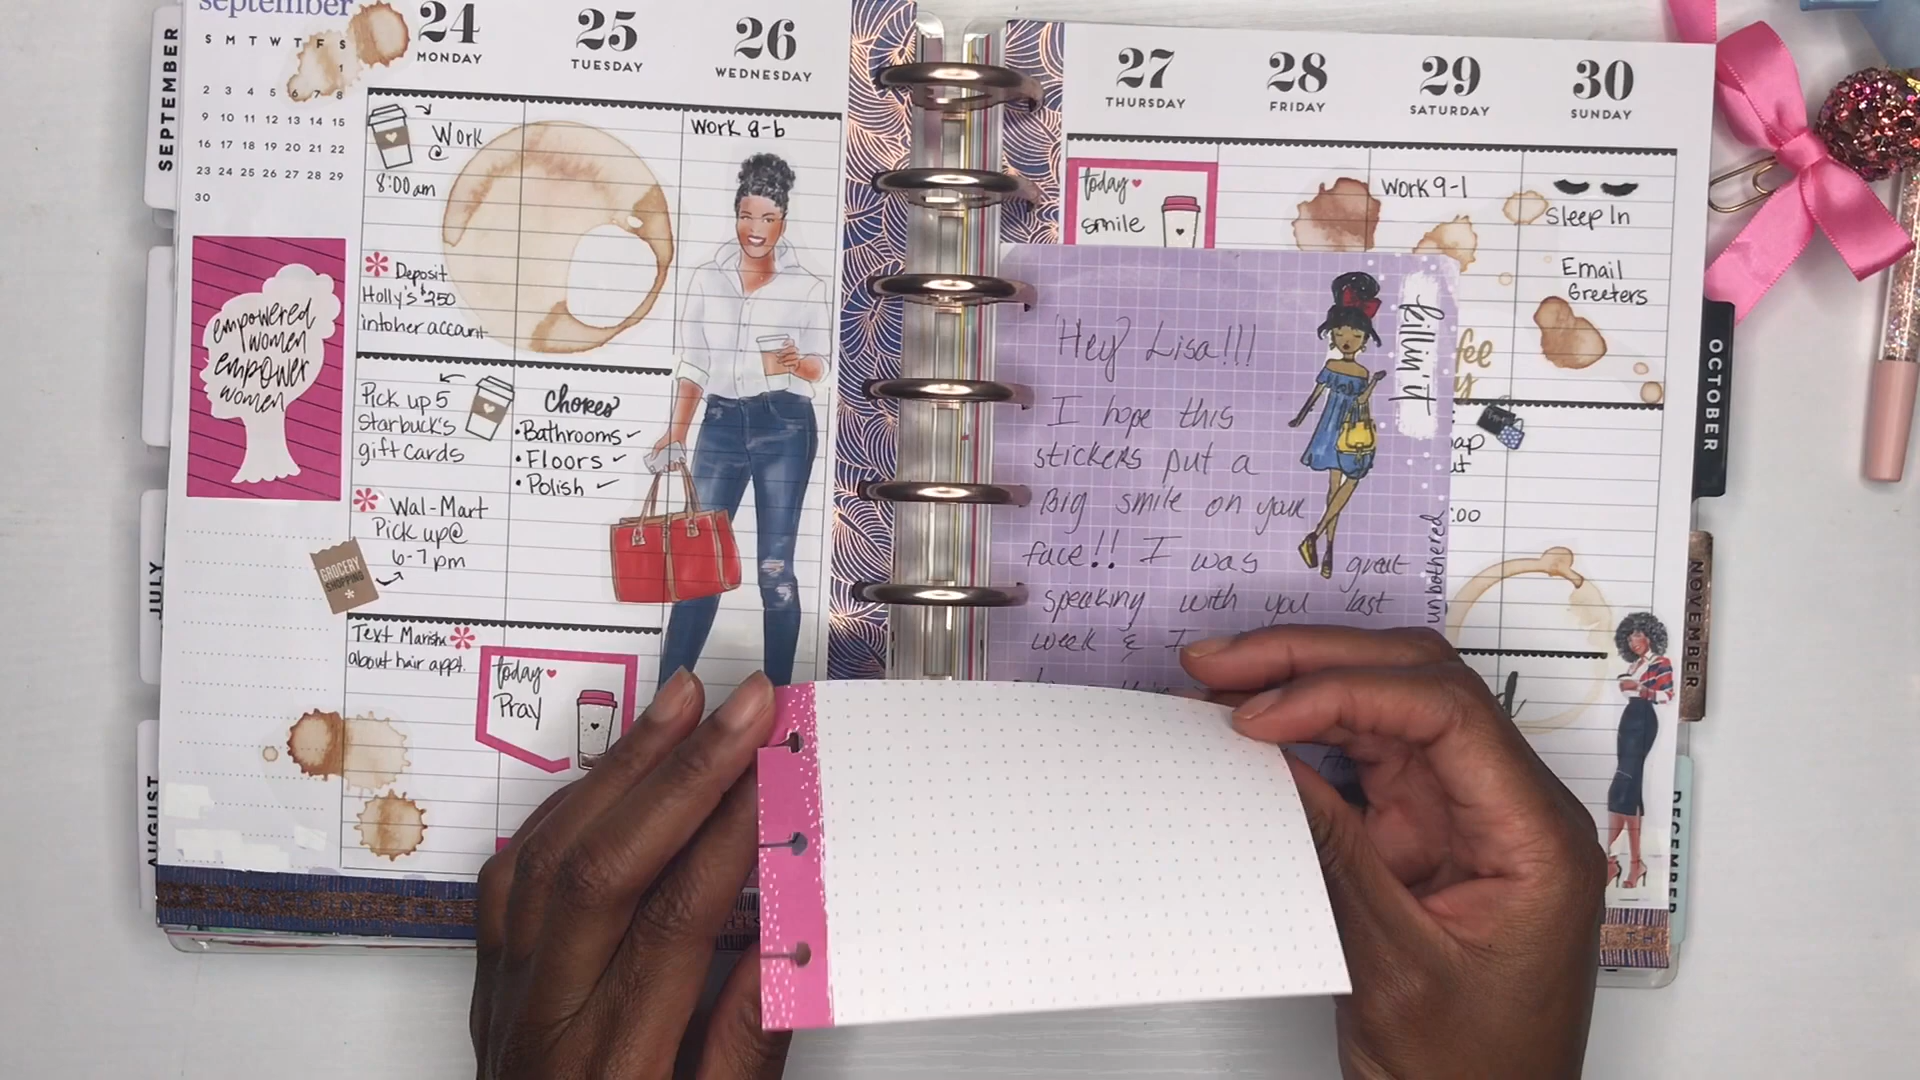 september
S M T W T F S
1
2 3 4 5 6 7 8
9 10 11 12 13 14 15
16 17 18 19 20 21 22
23 24 25 26 27 28 29
30
24
MONDAY
25
TUESDAY
26
WEDNESDAY
27
THURSDAY
28
FRIDAY
29
SATURDAY
30
SUNDAY
SEPTEMBER
JULY
AUGUST
empowered
women
empower
women
Work
@
8:00am
* Deposit
Holly's $250
into her account
Pick up 5
Starbuck's
gift cards
* Wal-Mart
Pick up@
6-7pm
GROCERY
SHOPPING
*
Text Marisha *
about hair appt.
Chores
• Bathrooms ✓
• Floors ✓
• Polish ✓
today
Pray
Work 8-6
today
smile
Work 9-1
Sleep In
Email
Greeters
Hey Lisa!!!
I hope this
stickers put a
Big smile on your
face!! I was great
speaking with you last
week & I
killin' it
unbothered
:00
OCTOBER
NOVEMBER
DECEMBER